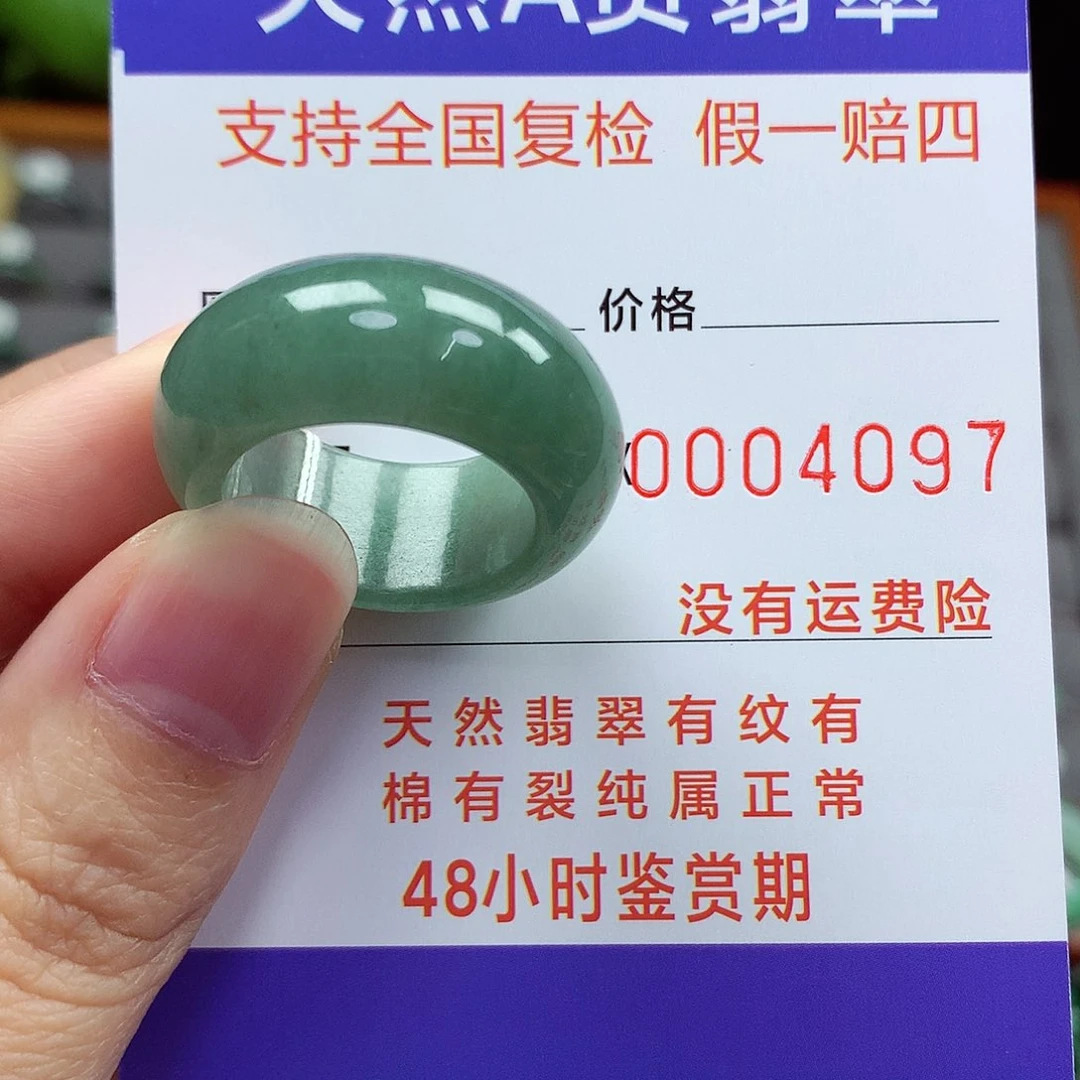 天然A货翡翠
支持全国复检 假一赔四
价格
0004097
没有运费险
天然翡翠有纹有
棉有裂纯属正常
48小时鉴赏期